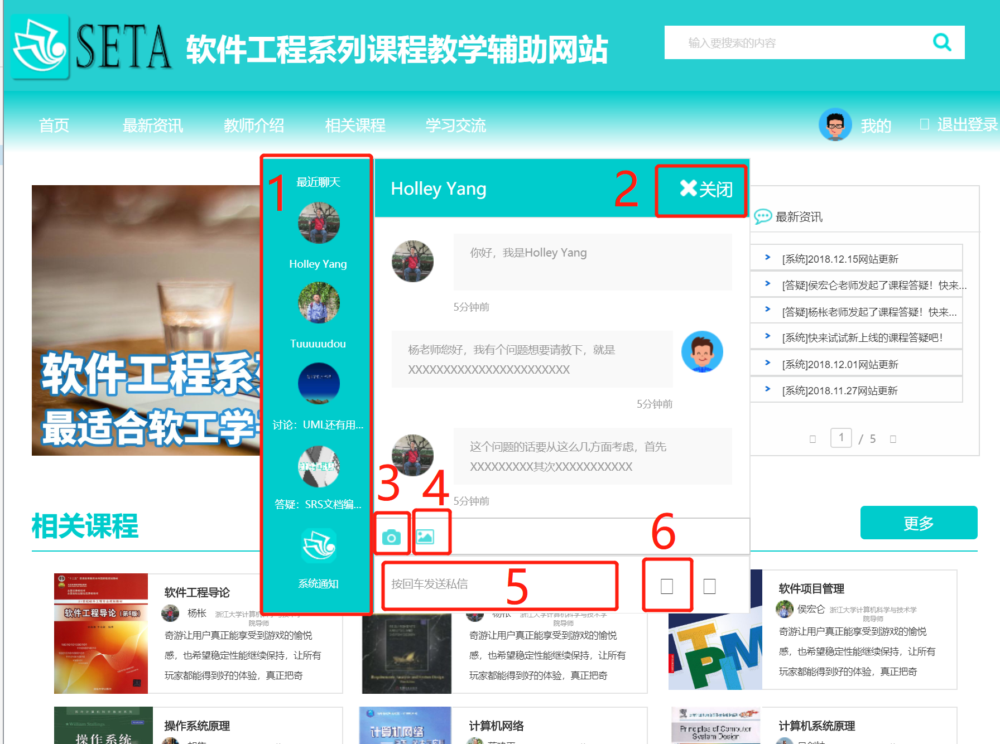 SETA
软件工程系列课程教学辅助网站
输入要搜索的内容
首页
最新资讯
教师介绍
相关课程
学习交流
我的
退出登录
1
最近聊天
Holley Yang
Tuuuuudou
讨论：UML还有用...
答疑：SRS文档编...
系统通知
Holley Yang
2
关闭
你好，我是Holley Yang
5分钟前
杨老师您好，我有个问题想要请教下，就是
XXXXXXXXXXXXXXXXXXXXXXX
5分钟前
这个问题的话要从这么几方面考虑，首先
XXXXXXXXX其次XXXXXXXXXXX
5分钟前
3
4
6
按回车发送私信
5
软件工程系
最适合软工学
最新资讯
[系统]2018.12.15网站更新
[答疑]侯宏仑老师发起了课程答疑！快来...
[答疑]杨枨老师发起了课程答疑！快来...
[系统]快来试试新上线的课程答疑吧！
[系统]2018.12.01网站更新
[系统]2018.11.27网站更新
1 / 5
相关课程
更多
软件工程导论（第6版）
软件工程导论
杨枨
浙江大学计算机科学与技术学
院导师
奇游让用户真正能享受到游戏的愉悦
感，也希望稳定性能继续保持，让所有
玩家都能得到好的体验，真正把奇
杨枨
浙江大学计算机科学与技术学
院导师
奇游让用户真正能享受到游戏的愉悦
感，也希望稳定性能继续保持，让所有
玩家都能得到好的体验，真正把奇
TPIM
软件项目管理
侯宏仑
浙江大学计算机科学与技术学
院导师
奇游让用户真正能享受到游戏的愉悦
感，也希望稳定性能继续保持，让所有
玩家都能得到好的体验，真正把奇
William Stallings
操作系统
操作系统原理
计算机网络
计算机网络
Principles of Computer
System Design
计算机系统原理